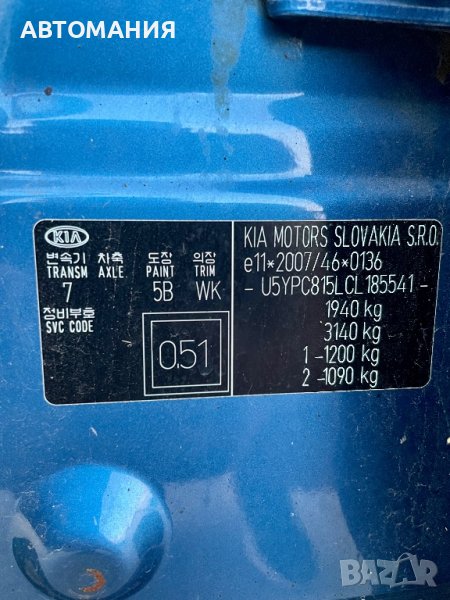 АВТОМАНИЯ
KIA
변속기 차축 도장 의장
TRANSM AXLE PAINT TRIM
7 5B WK
정비부호
SVC CODE
0.51
KIA MOTORS SLOVAKIA S.R.O.
e11*2007/46*0136
- U5YPC815LCL185541 -
1940 kg
3140 kg
1 -1200 kg
2 -1090 kg
BAZAR